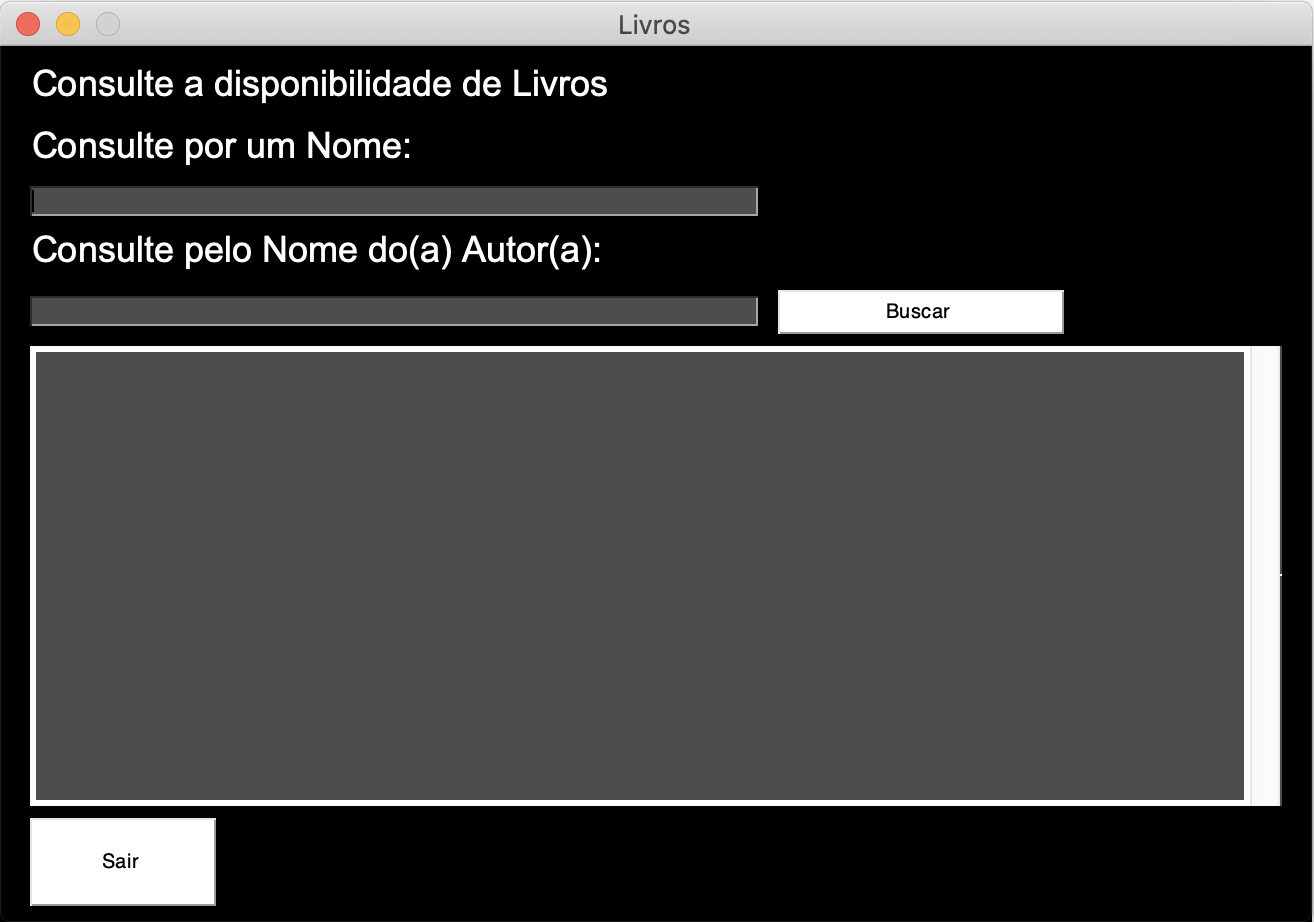 Livros
Consulte a disponibilidade de Livros
Consulte por um Nome:
Consulte pelo Nome do(a) Autor(a):
Buscar
Sair